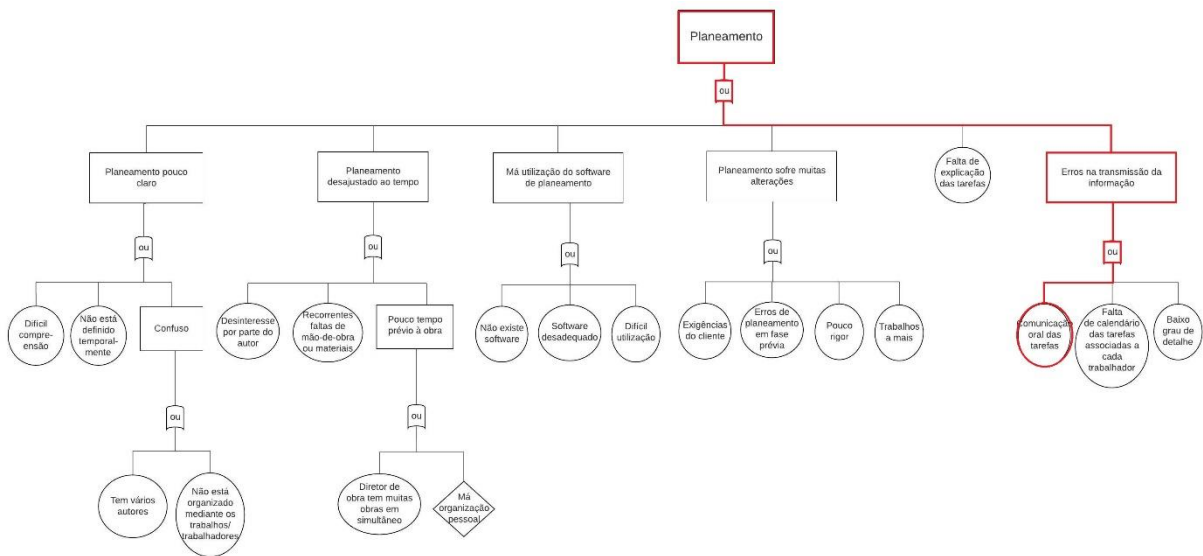 Planeamento
ou
Planeamento pouco
claro
Planeamento
desajustado ao tempo
Má utilização do software
de planeamento
Planeamento sofre muitas
alterações
Falta de
explicação
das tarefas
Erros na transmissão da
informação
ou
ou
ou
ou
ou
Difícil
compre-
ensão
Não está
definido
temporal-
mente
Confuso
Desinteresse
por parte do
autor
Recorrentes
faltas de
mão-de-obra
ou materiais
Pouco tempo
prévio à obra
Não existe
software
Software
desadequado
Difícil
utilização
Exigências
do cliente
Erros de
planeamento
em fase
prévia
Pouco
rigor
Trabalhos
a mais
Comunicação
oral das
tarefas
Falta
de calendário
das tarefas
associadas a
cada
trabalhador
Baixo
grau de
detalhe
ou
ou
Tem vários
autores
Não está
organizado
mediante os
trabalhos/
trabalhadores
Diretor de
obra tem muitas
obras em
simultâneo
Má
organização
pessoal